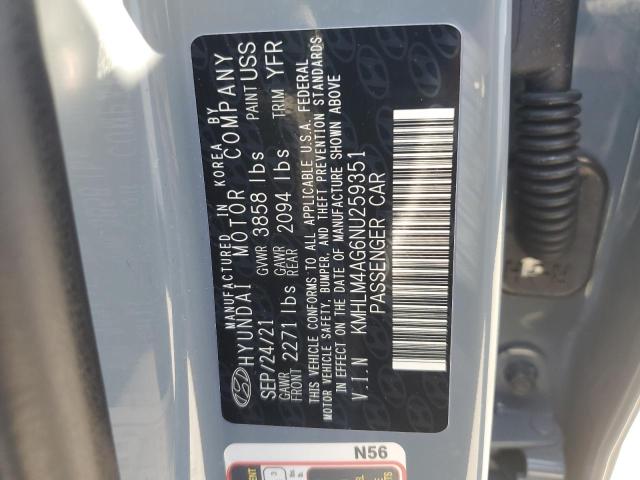 MANUFACTURED IN KOREA BY
HYUNDAI MOTOR COMPANY
SEP/24/21 GVWR 3858 lbs PAINT USS
GAWR FRONT 2271 lbs GAWR REAR 2094 lbs TRIM YFR
THIS VEHICLE CONFORMS TO ALL APPLICABLE U.S.A. FEDERAL
MOTOR VEHICLE SAFETY, BUMPER, AND THEFT PREVENTION STANDARDS
IN EFFECT ON THE DATE OF MANUFACTURE SHOWN ABOVE
V.I.N KMHLM4AG6NU259351
PASSENGER CAR
N56